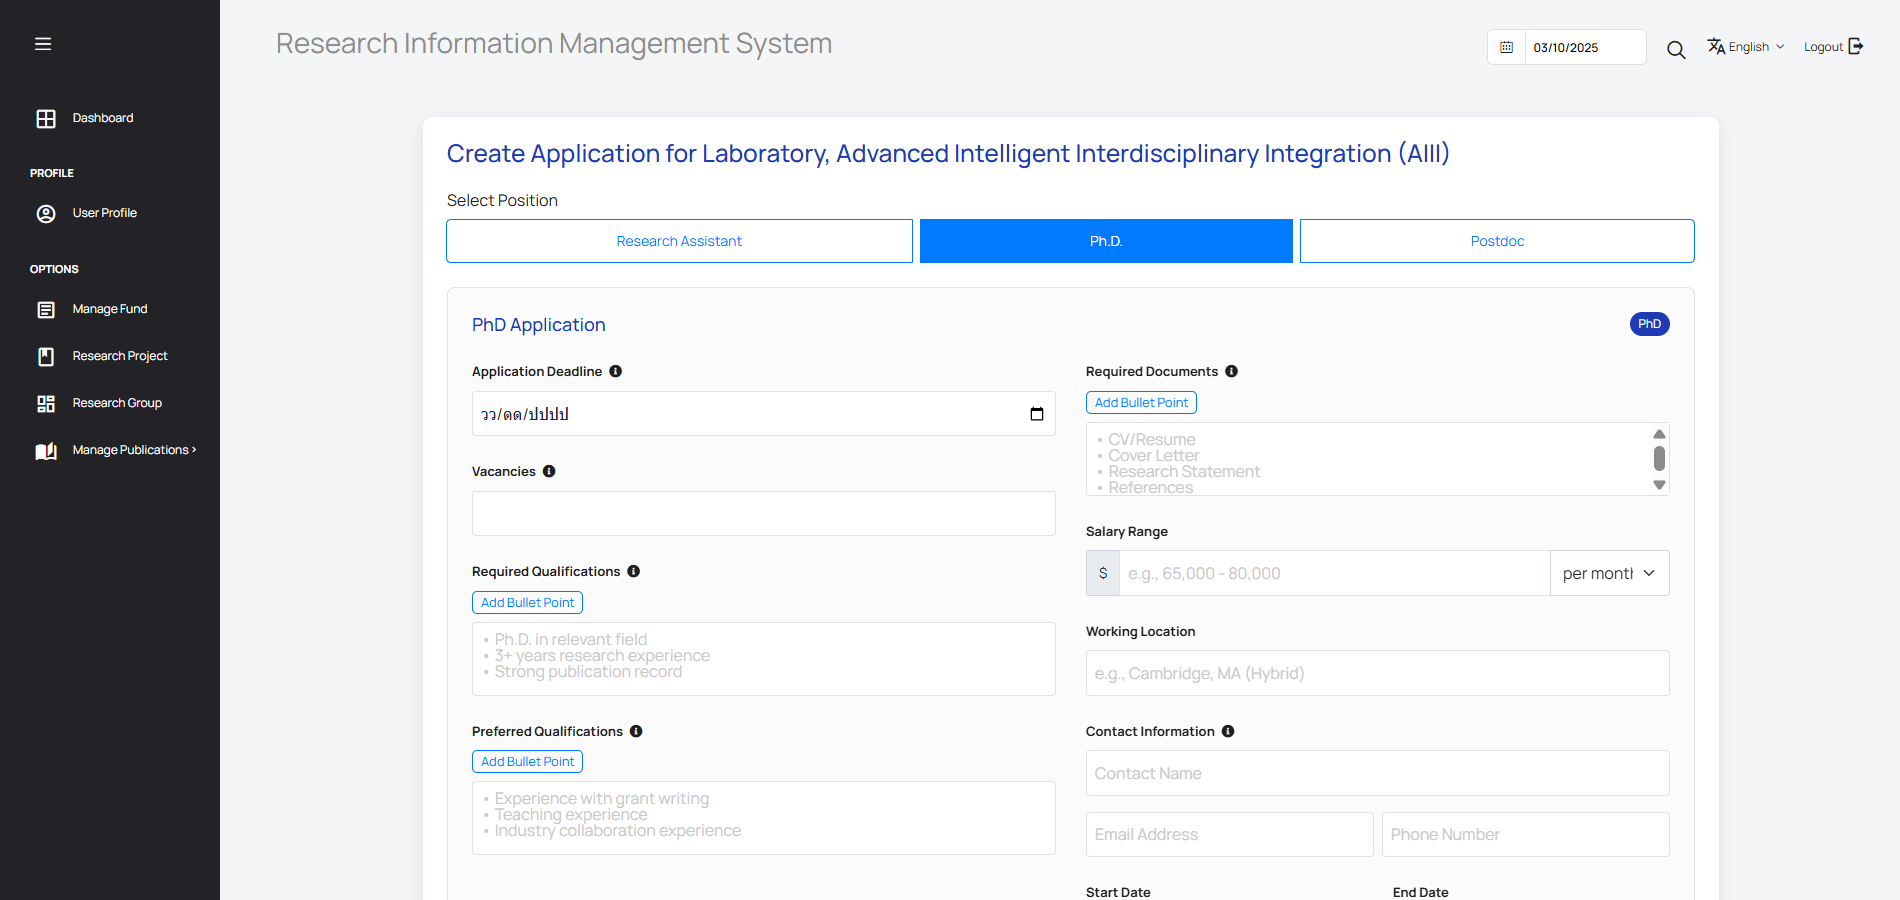 Research Information Management System
03/10/2025
English
Logout
Dashboard
PROFILE
User Profile
OPTIONS
Manage Fund
Research Project
Research Group
Manage Publications >
Create Application for Laboratory, Advanced Intelligent Interdisciplinary Integration (AIII)
Select Position
Research Assistant
Ph.D.
Postdoc
PhD Application
PhD
Application Deadline
วว/ดด/ปปปป
Vacancies
Required Qualifications
Add Bullet Point
• Ph.D. in relevant field
• 3+ years research experience
• Strong publication record
Preferred Qualifications
Add Bullet Point
• Experience with grant writing
• Teaching experience
• Industry collaboration experience
Required Documents
Add Bullet Point
• CV/Resume
• Cover Letter
• Research Statement
• References
Salary Range
$
e.g., 65,000 - 80,000
per month
Working Location
e.g., Cambridge, MA (Hybrid)
Contact Information
Contact Name
Email Address
Phone Number
Start Date
End Date